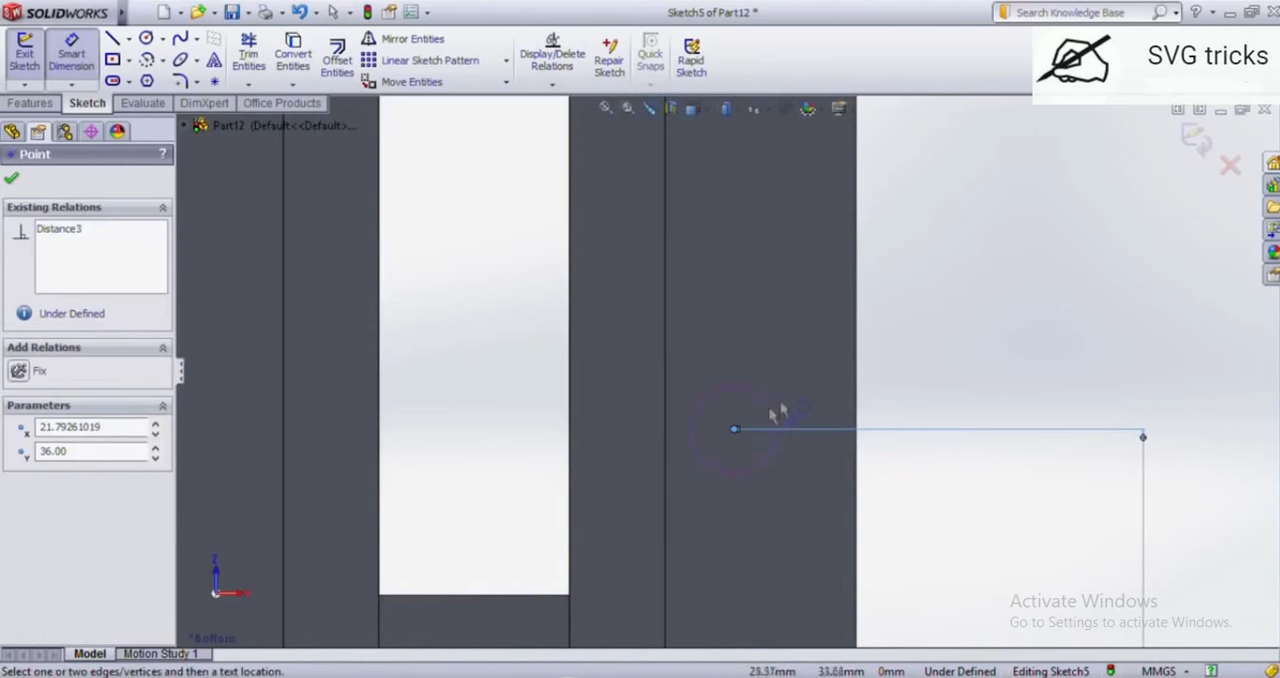 SOLIDWORKS
Sketch5 of Part12 *
Search Knowledge Base
SVG tricks
Exit Sketch
Smart Dimension
Trim Entities
Convert Entities
Offset Entities
Mirror Entities
Linear Sketch Pattern
Move Entities
Display/Delete Relations
Repair Sketch
Quick Snaps
Rapid Sketch
Features Sketch Evaluate DimXpert Office Products
Part12 (Default<<Default>...
Point ?
Existing Relations
Distance3
Under Defined
Add Relations
Fix
Parameters
x 21.79261019
y 36.00
Z
*Bottom
Activate Windows
Go to Settings to activate Windows.
Model Motion Study 1
Select one or two edges/vertices and then a text location.
0mm Under Defined Editing Sketch5 MMGS